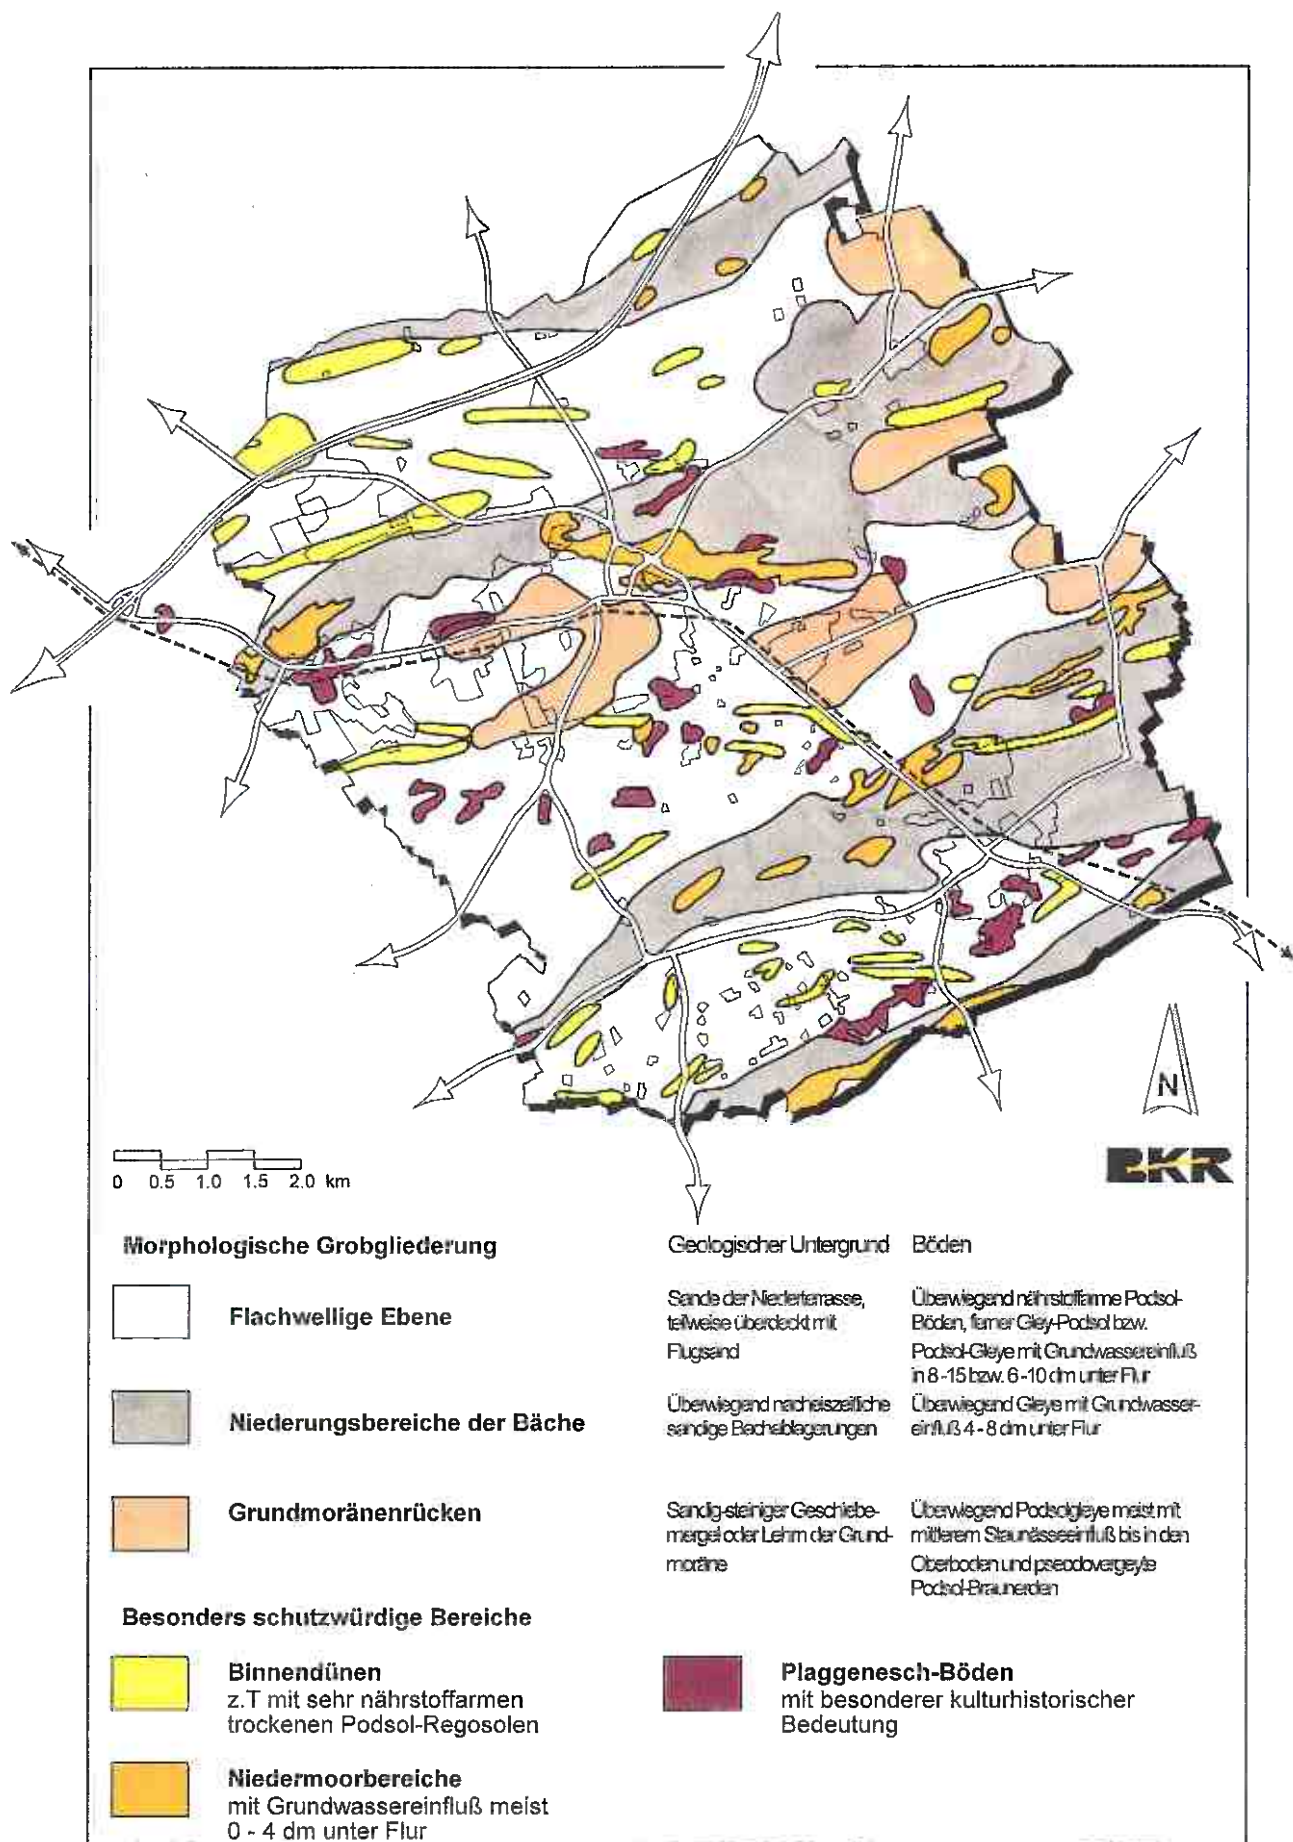 N
BKR
0 0.5 1.0 1.5 2.0 km
Morphologische Grobgliederung
Geologischer Untergrund Böden
Flachwellige Ebene
Sande der Niederterrasse,
teilweise überdeckt mit
Flugsand
Überwiegend nährstoffarme Podsol-
Böden, ferner Gley-Podsol bzw.
Podsol-Gleye mit Grundwassereinfluß
in 8-15 bzw. 6-10 dm unter Flur
Niederungsbereiche der Bäche
Überwiegend nacheiszeitliche
sandige Bachablagerungen
Überwiegend Gleye mit Grundwasser-
einfluß 4-8 dm unter Flur
Grundmoränenrücken
Sandig-steiniger Geschiebe-
mergel oder Lehm der Grund-
moräne
Überwiegend Podsolgleye meist mit
mittlerem Staunässeeinfluß bis in den
Oberboden und pseudovergleyte
Podsol-Braunerden
Besonders schutzwürdige Bereiche
Binnendünen
z.T mit sehr nährstoffarmen
trockenen Podsol-Regosolen
Plaggenesch-Böden
mit besonderer kulturhistorischer
Bedeutung
Niedermoorbereiche
mit Grundwassereinfluß meist
0 - 4 dm unter Flur